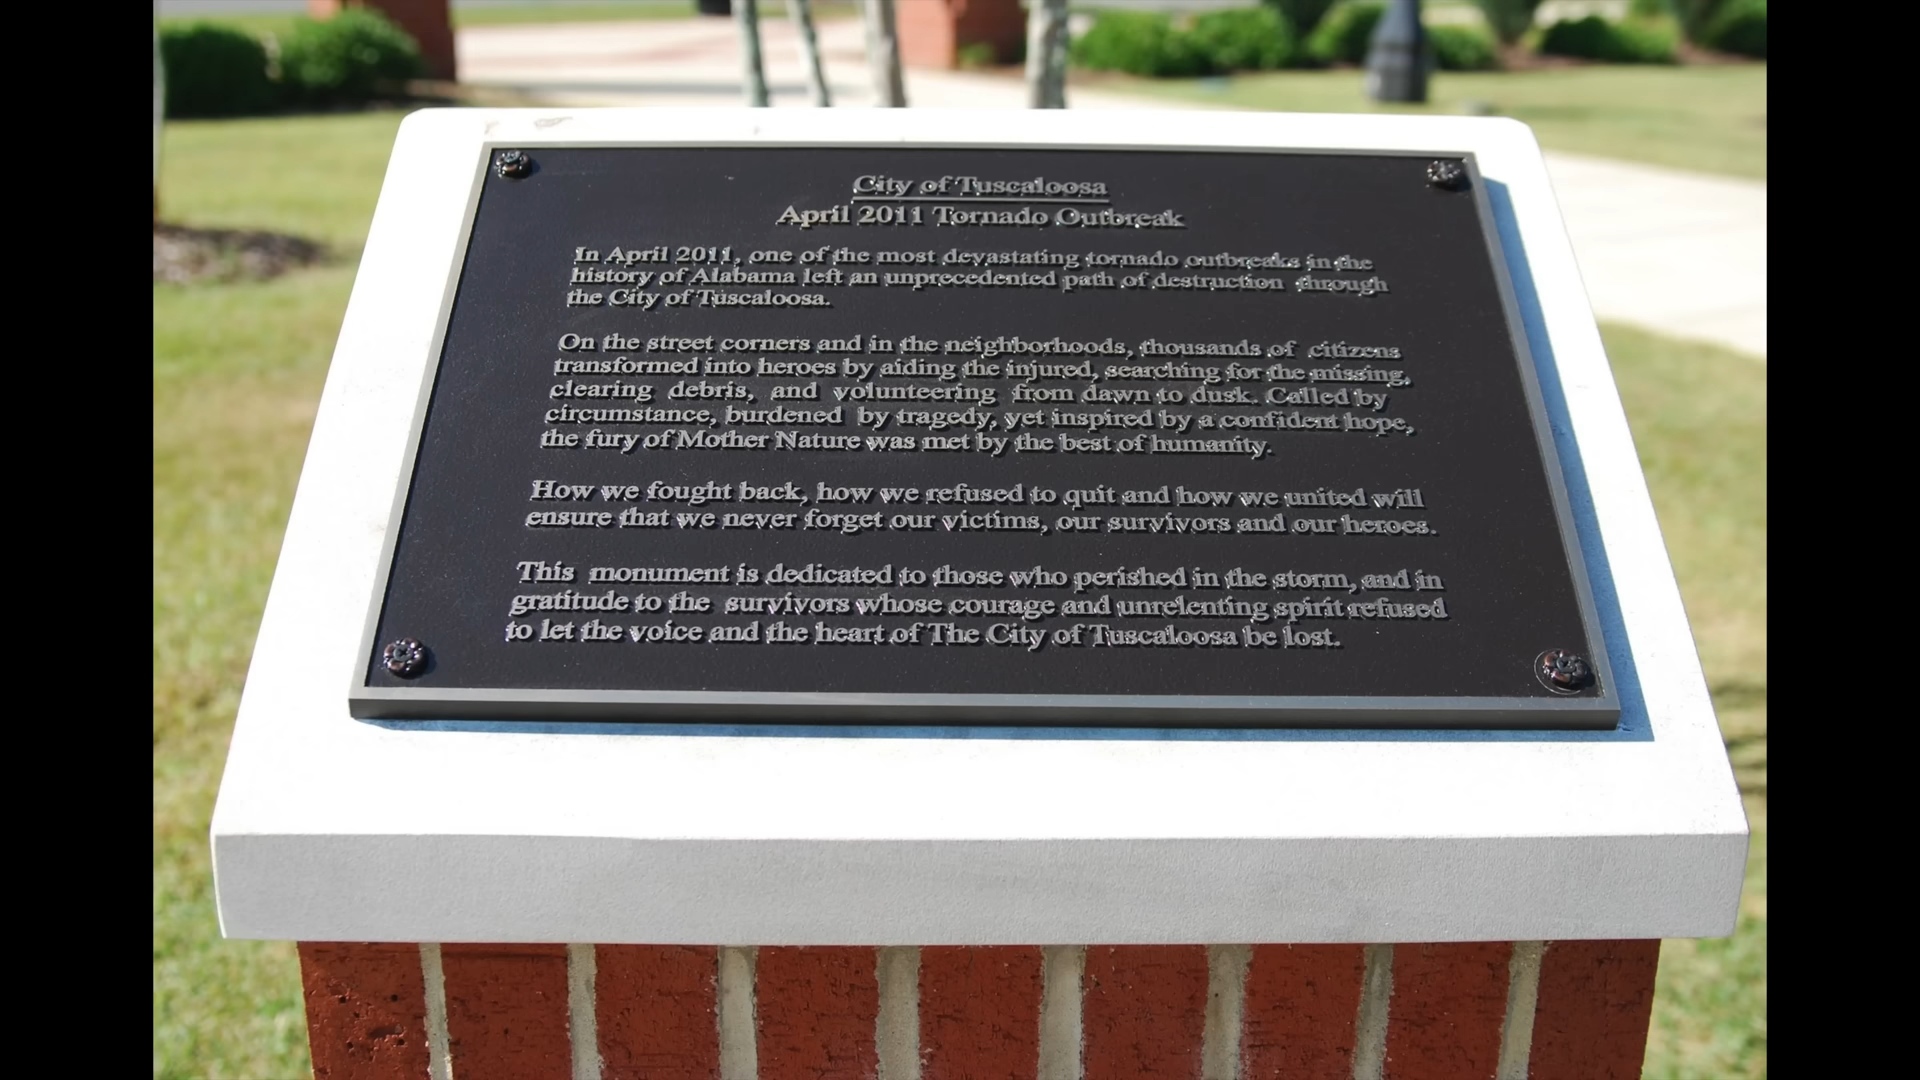 City of Tuscaloosa
April 2011 Tornado Outbreak
In April 2011, one of the most devastating tornado outbreaks in the
history of Alabama left an unprecedented path of destruction through
the City of Tuscaloosa.
On the street corners and in the neighborhoods, thousands of citizens
transformed into heroes by aiding the injured, searching for the missing,
clearing debris, and volunteering from dawn to dusk. Called by
circumstance, burdened by tragedy, yet inspired by a confident hope,
the fury of Mother Nature was met by the best of humanity.
How we fought back, how we refused to quit and how we united will
ensure that we never forget our victims, our survivors and our heroes.
This monument is dedicated to those who perished in the storm, and in
gratitude to the survivors whose courage and unrelenting spirit refused
to let the voice and the heart of The City of Tuscaloosa be lost.